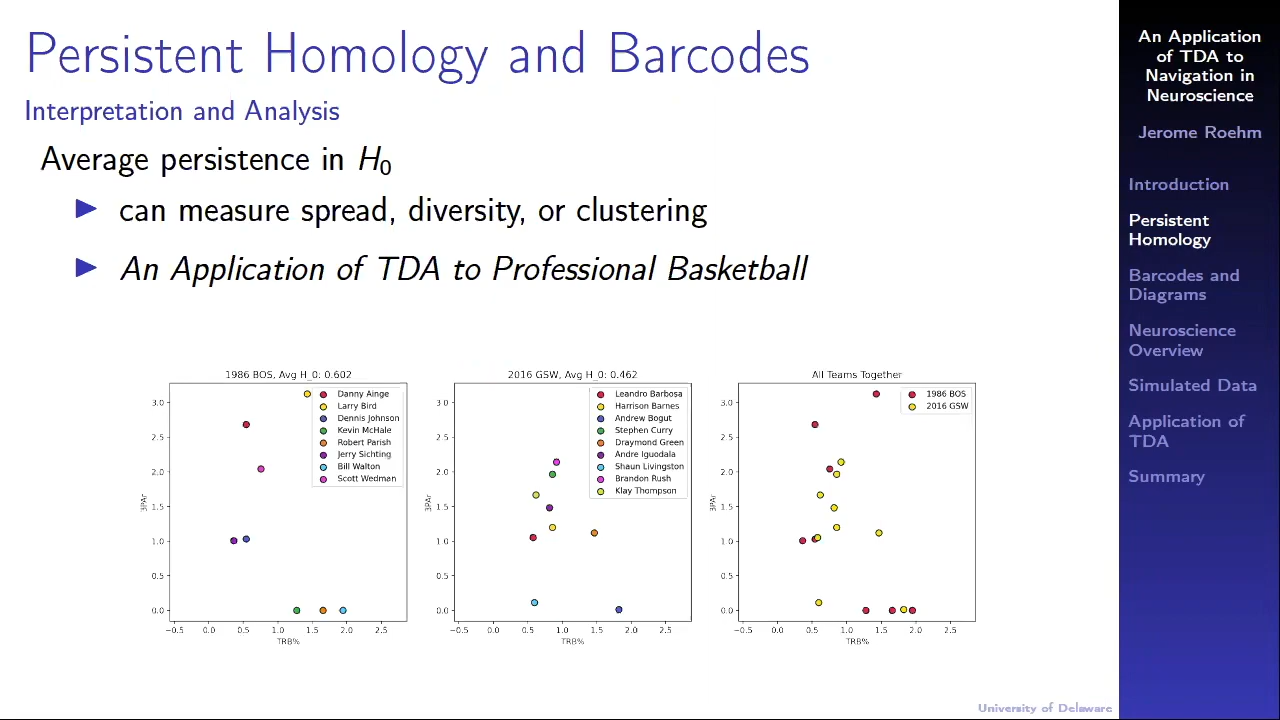 Persistent Homology and Barcodes
Interpretation and Analysis
Average persistence in H0
can measure spread, diversity, or clustering
An Application of TDA to Professional Basketball
1986 BOS, Avg H_0: 0.602
Danny Ainge
Larry Bird
Dennis Johnson
Kevin McHale
Robert Parish
Jerry Sichting
Bill Walton
Scott Wedman
3PAr
3.0
2.5
2.0
1.5
1.0
0.5
0.0
−0.5 0.0 0.5 1.0 1.5 2.0 2.5
TRB%
2016 GSW, Avg H_0: 0.462
Leandro Barbosa
Harrison Barnes
Andrew Bogut
Stephen Curry
Draymond Green
Andre Iguodala
Shaun Livingston
Brandon Rush
Klay Thompson
3PAr
3.0
2.5
2.0
1.5
1.0
0.5
0.0
−0.5 0.0 0.5 1.0 1.5 2.0 2.5
TRB%
All Teams Together
1986 BOS
2016 GSW
3PAr
3.0
2.5
2.0
1.5
1.0
0.5
0.0
−0.5 0.0 0.5 1.0 1.5 2.0 2.5
TRB%
An Application
of TDA to
Navigation in
Neuroscience
Jerome Roehm
Introduction
Persistent
Homology
Barcodes and
Diagrams
Neuroscience
Overview
Simulated Data
Application of
TDA
Summary
University of Delaware